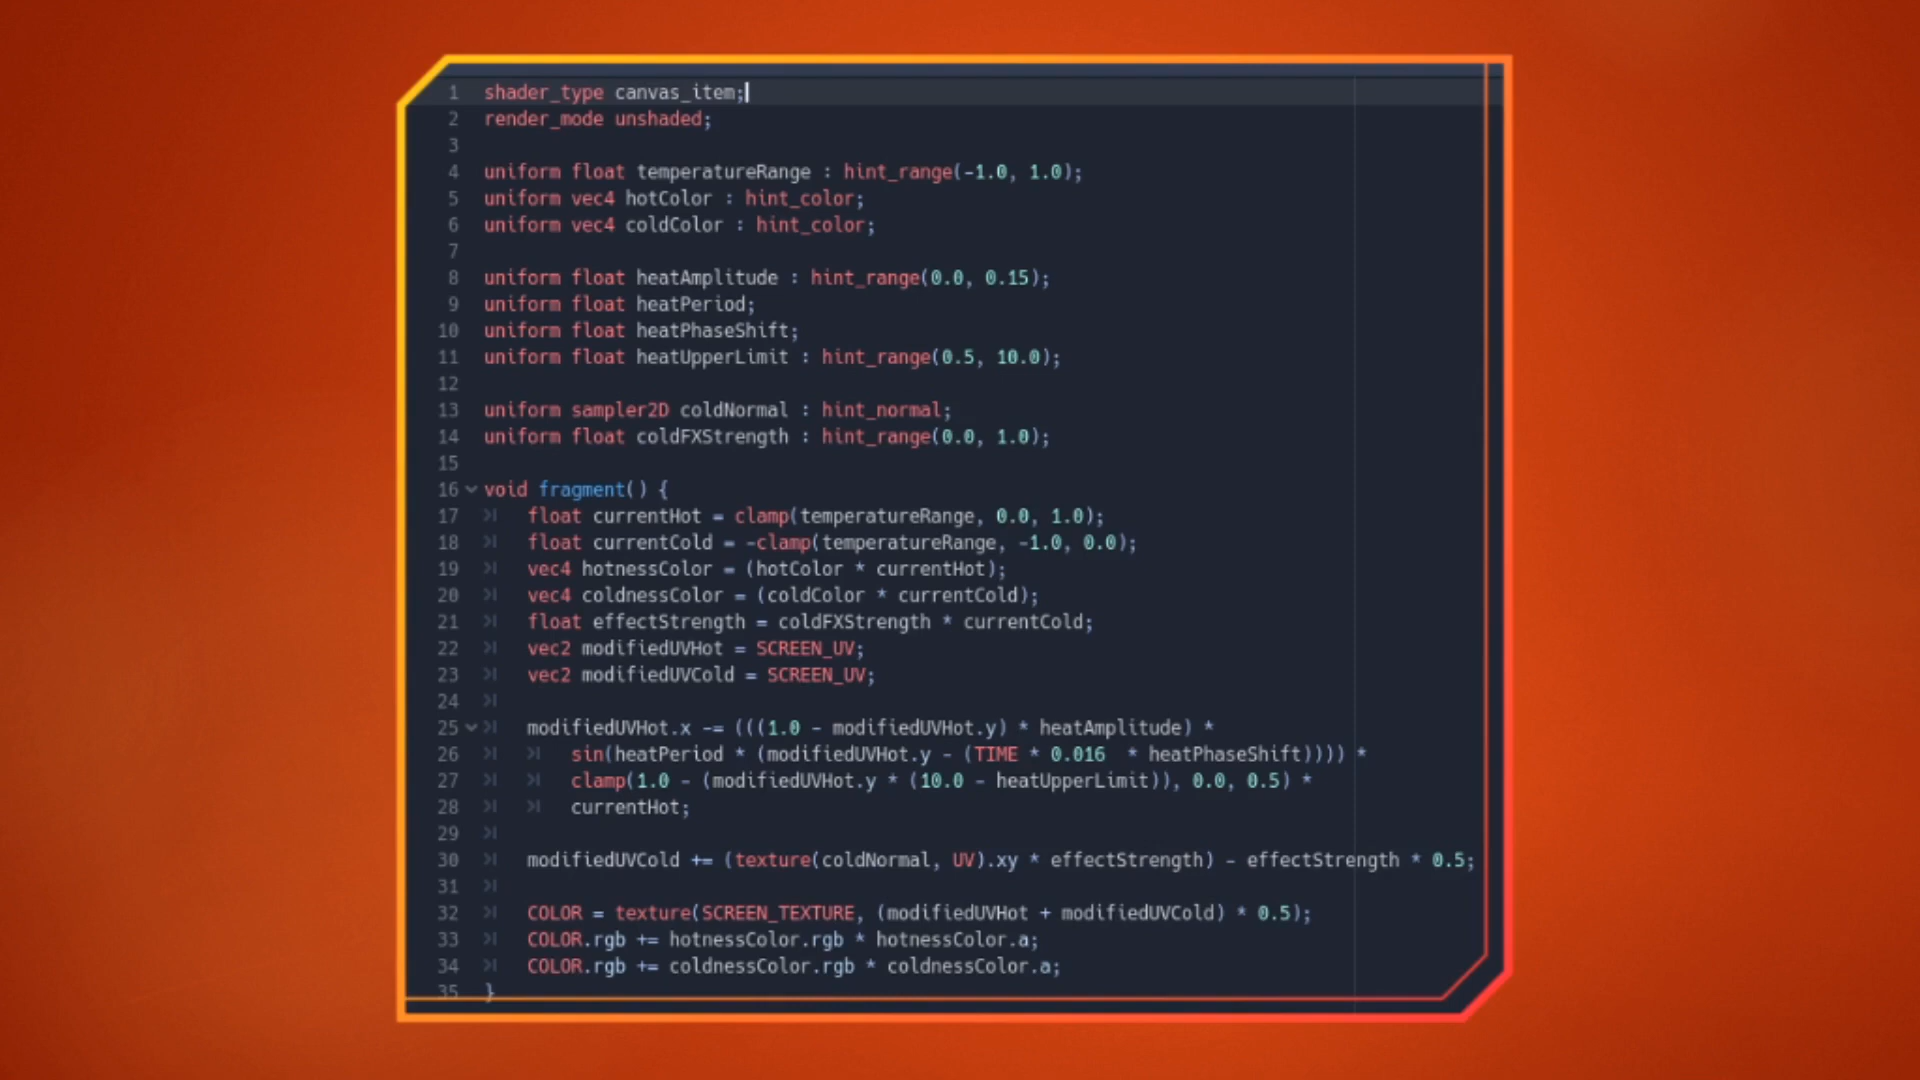 1 shader_type canvas_item;
2 render_mode unshaded;
3
4 uniform float temperatureRange : hint_range(-1.0, 1.0);
5 uniform vec4 hotColor : hint_color;
6 uniform vec4 coldColor : hint_color;
7
8 uniform float heatAmplitude : hint_range(0.0, 0.15);
9 uniform float heatPeriod;
10 uniform float heatPhaseShift;
11 uniform float heatUpperLimit : hint_range(0.5, 10.0);
12
13 uniform sampler2D coldNormal : hint_normal;
14 uniform float coldFXStrength : hint_range(0.0, 1.0);
15
16 void fragment() {
17 float currentHot = clamp(temperatureRange, 0.0, 1.0);
18 float currentCold = -clamp(temperatureRange, -1.0, 0.0);
19 vec4 hotnessColor = (hotColor * currentHot);
20 vec4 coldnessColor = (coldColor * currentCold);
21 float effectStrength = coldFXStrength * currentCold;
22 vec2 modifiedUVHot = SCREEN_UV;
23 vec2 modifiedUVCold = SCREEN_UV;
24
25 modifiedUVHot.x -= (((1.0 - modifiedUVHot.y) * heatAmplitude) *
26 sin(heatPeriod * (modifiedUVHot.y - (TIME * 0.016  * heatPhaseShift)))) *
27 clamp(1.0 - (modifiedUVHot.y * (10.0 - heatUpperLimit)), 0.0, 0.5) *
28 currentHot;
29
30 modifiedUVCold += (texture(coldNormal, UV).xy * effectStrength) - effectStrength * 0.5;
31
32 COLOR = texture(SCREEN_TEXTURE, (modifiedUVHot + modifiedUVCold) * 0.5);
33 COLOR.rgb += hotnessColor.rgb * hotnessColor.a;
34 COLOR.rgb += coldnessColor.rgb * coldnessColor.a;
35 }